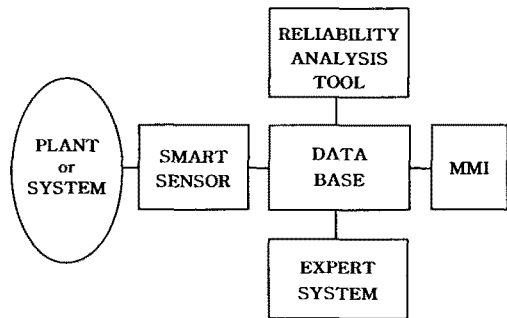 RELIABILITY
ANALYSIS
TOOL
PLANT
or
SYSTEM
SMART
SENSOR
DATA
BASE
MMI
EXPERT
SYSTEM